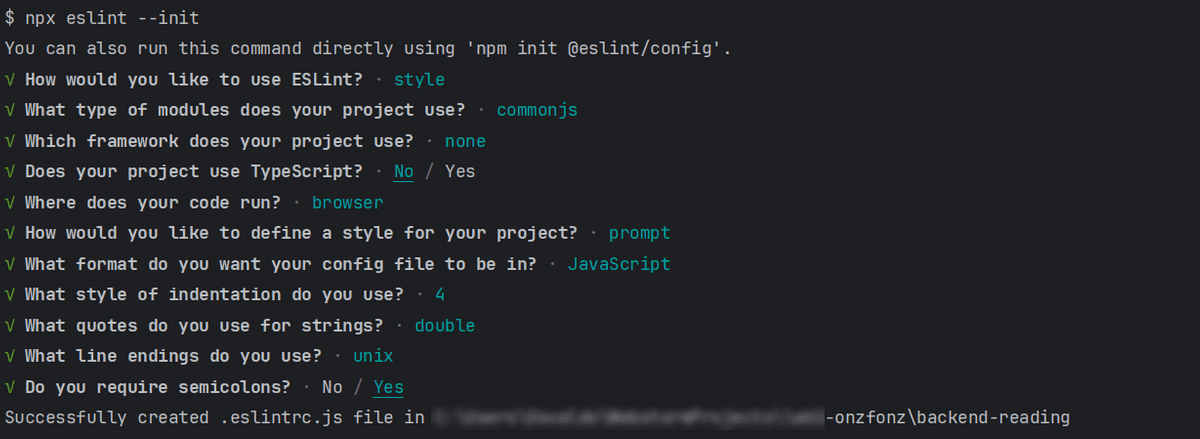 $ npx eslint --init
You can also run this command directly using 'npm init @eslint/config'.
√ How would you like to use ESLint? · style
√ What type of modules does your project use? · commonjs
√ Which framework does your project use? · none
√ Does your project use TypeScript? · No / Yes
√ Where does your code run? · browser
√ How would you like to define a style for your project? · prompt
√ What format do you want your config file to be in? · JavaScript
√ What style of indentation do you use? · 4
√ What quotes do you use for strings? · double
√ What line endings do you use? · unix
√ Do you require semicolons? · No / Yes
Successfully created .eslintrc.js file in -onzfonz\backend-reading